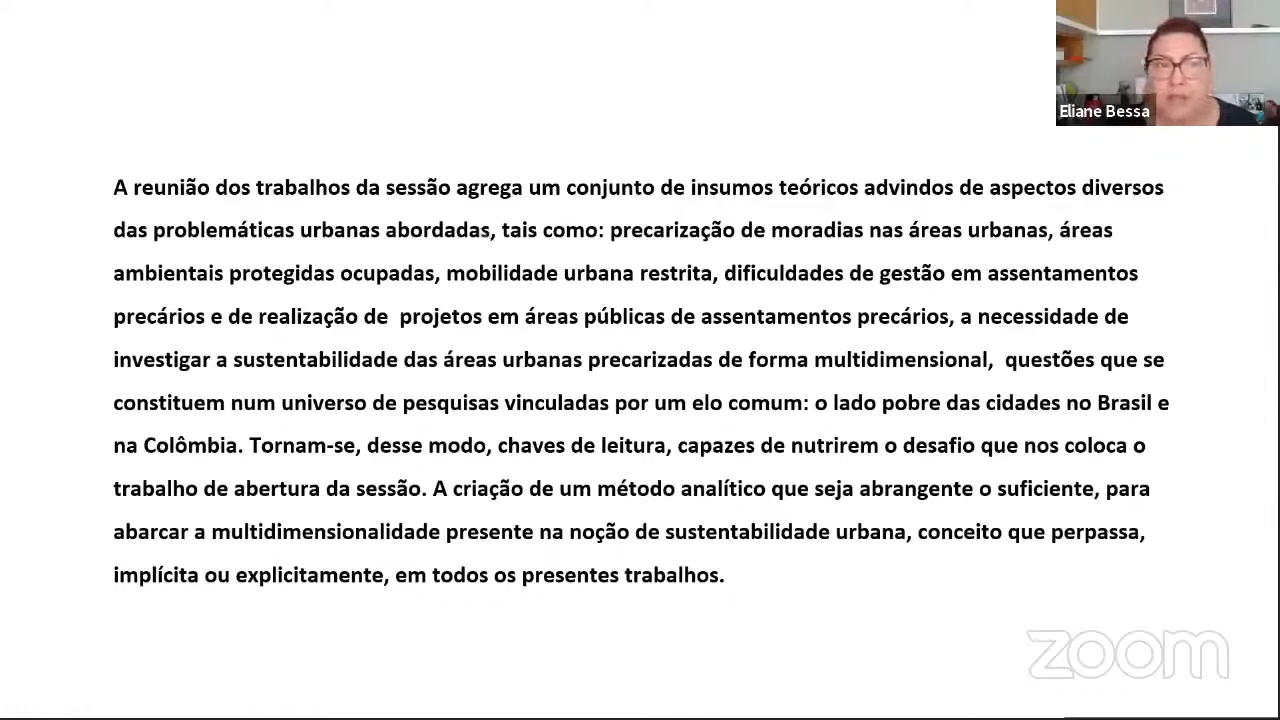 Eliane Bessa
A reunião dos trabalhos da sessão agrega um conjunto de insumos teóricos advindos de aspectos diversos
das problemáticas urbanas abordadas, tais como: precarização de moradias nas áreas urbanas, áreas
ambientais protegidas ocupadas, mobilidade urbana restrita, dificuldades de gestão em assentamentos
precários e de realização de  projetos em áreas públicas de assentamentos precários, a necessidade de
investigar a sustentabilidade das áreas urbanas precarizadas de forma multidimensional,  questões que se
constituem num universo de pesquisas vinculadas por um elo comum: o lado pobre das cidades no Brasil e
na Colômbia. Tornam-se, desse modo, chaves de leitura, capazes de nutrirem o desafio que nos coloca o
trabalho de abertura da sessão. A criação de um método analítico que seja abrangente o suficiente, para
abarcar a multidimensionalidade presente na noção de sustentabilidade urbana, conceito que perpassa,
implícita ou explicitamente, em todos os presentes trabalhos.
zoom